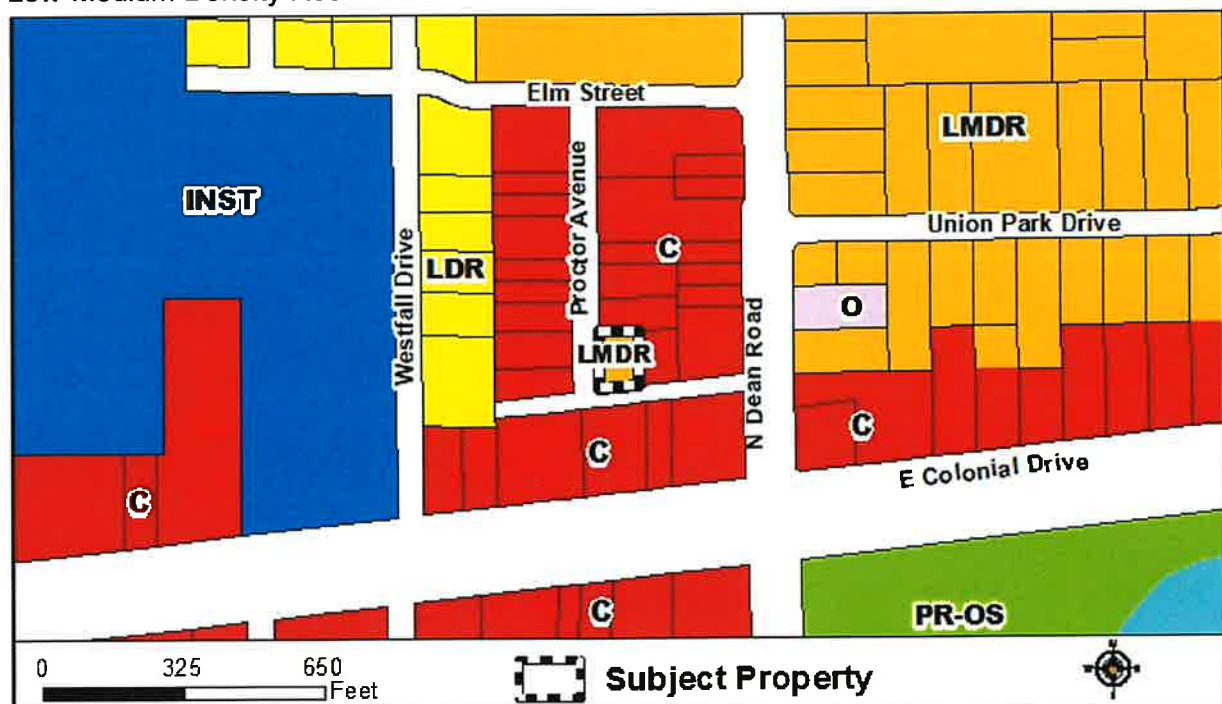 Elm Street
LMDR
INST
Proctor Avenue
Union Park Drive
C
Westfall Drive
LDR
O
LMDR
N Dean Road
C
C
E Colonial Drive
C
C
PR-OS
0 325 650
Feet
Subject Property